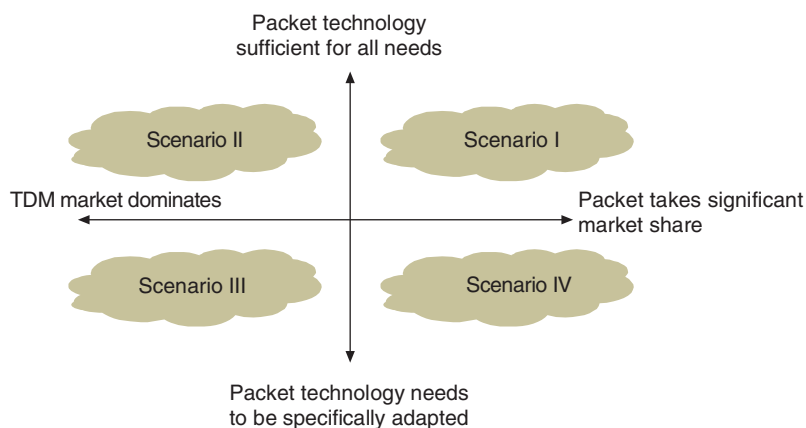 Packet technology
sufficient for all needs
Scenario II
Scenario I
TDM market dominates
Packet takes significant
market share
Scenario III
Scenario IV
Packet technology needs
to be specifically adapted